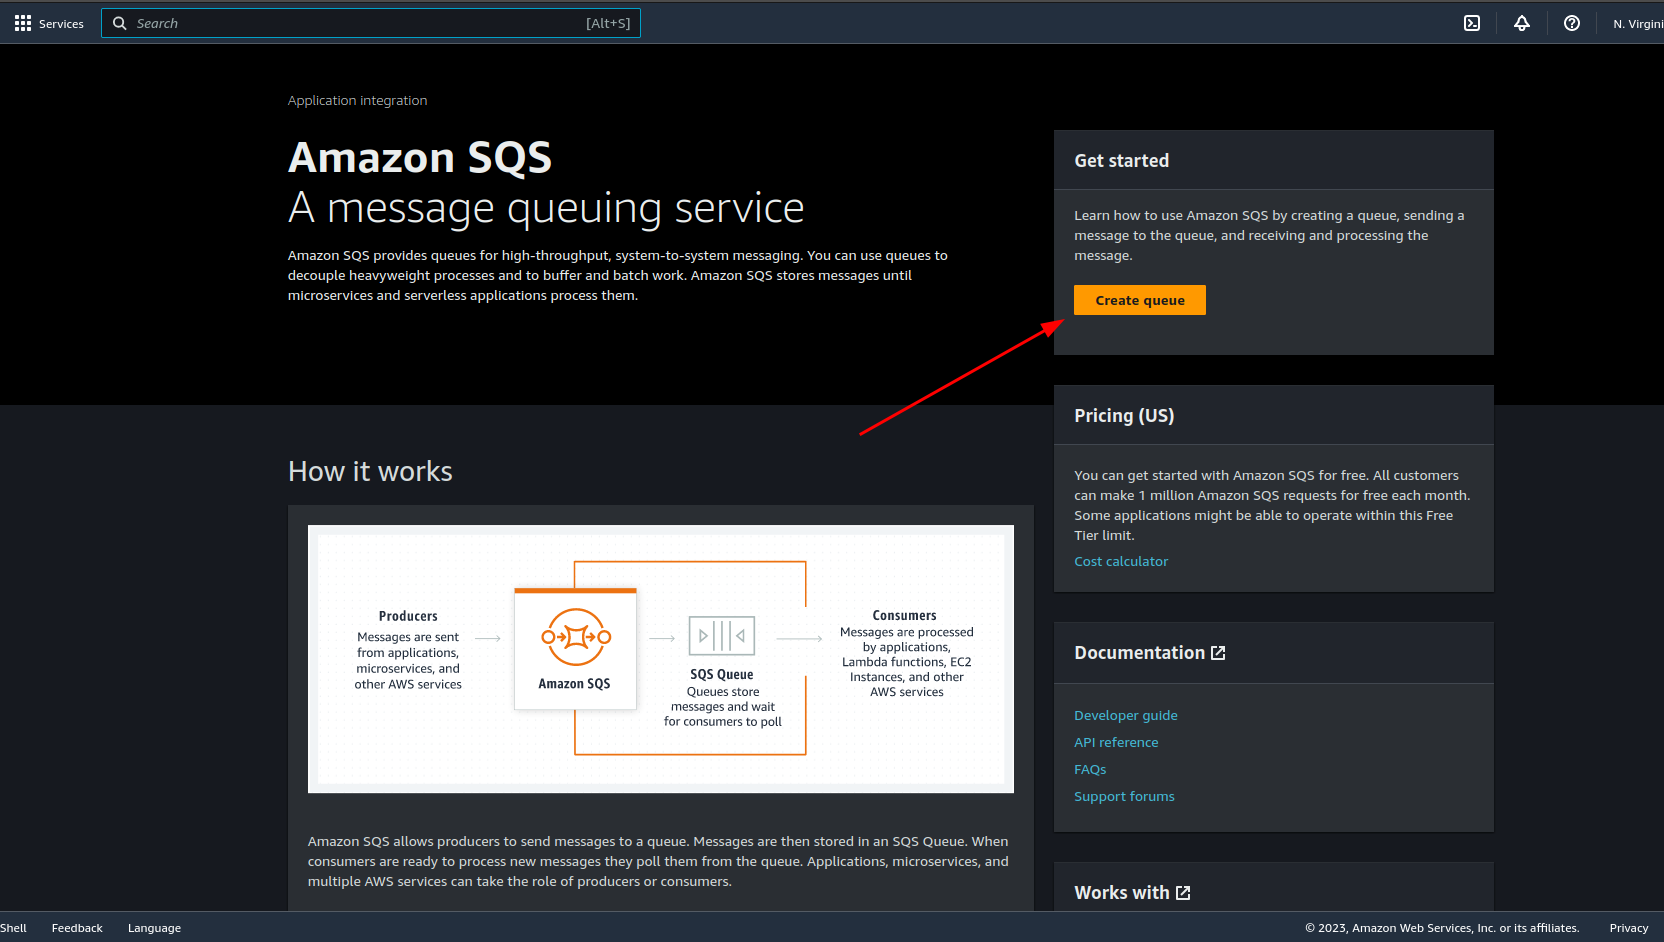 Services
Search
[Alt+S]
N. Virgini
Application integration
Amazon SQS
A message queuing service
Amazon SQS provides queues for high-throughput, system-to-system messaging. You can use queues to
decouple heavyweight processes and to buffer and batch work. Amazon SQS stores messages until
microservices and serverless applications process them.
Get started
Learn how to use Amazon SQS by creating a queue, sending a
message to the queue, and receiving and processing the
message.
Create queue
Pricing (US)
You can get started with Amazon SQS for free. All customers
can make 1 million Amazon SQS requests for free each month.
Some applications might be able to operate within this Free
Tier limit.
Cost calculator
How it works
Producers
Messages are sent
from applications,
microservices, and
other AWS services
Amazon SQS
SQS Queue
Queues store
messages and wait
for consumers to poll
Consumers
Messages are processed
by applications,
Lambda functions, EC2
Instances, and other
AWS services
Amazon SQS allows producers to send messages to a queue. Messages are then stored in an SQS Queue. When
consumers are ready to process new messages they poll them from the queue. Applications, microservices, and
multiple AWS services can take the role of producers or consumers.
Documentation
Developer guide
API reference
FAQs
Support forums
Works with
Shell
Feedback
Language
© 2023, Amazon Web Services, Inc. or its affiliates.
Privacy